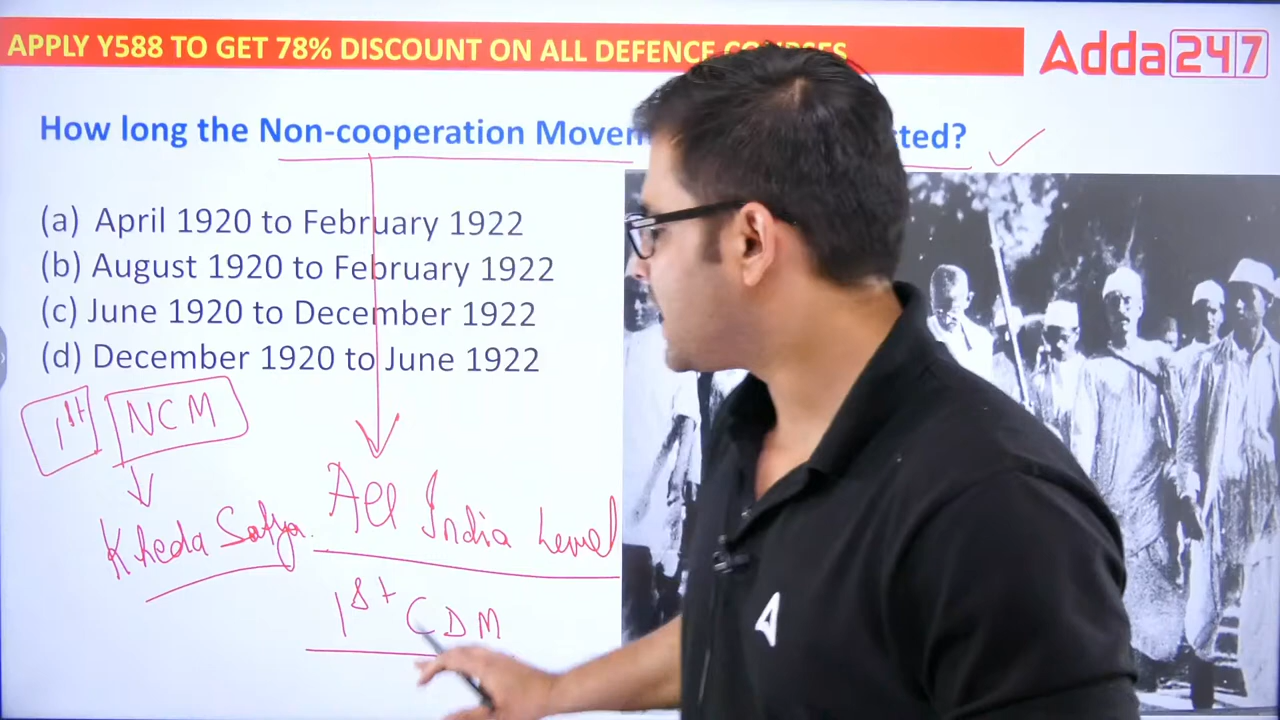 APPLY Y588 TO GET 78% DISCOUNT ON ALL DEFENCE COURSES
Adda247
How long the Non-cooperation Movem ted?
(a) April 1920 to February 1922
(b) August 1920 to February 1922
(c) June 1920 to December 1922
(d) December 1920 to June 1922
1st NCM
Kheda Satya.
All India Level
1st CDM